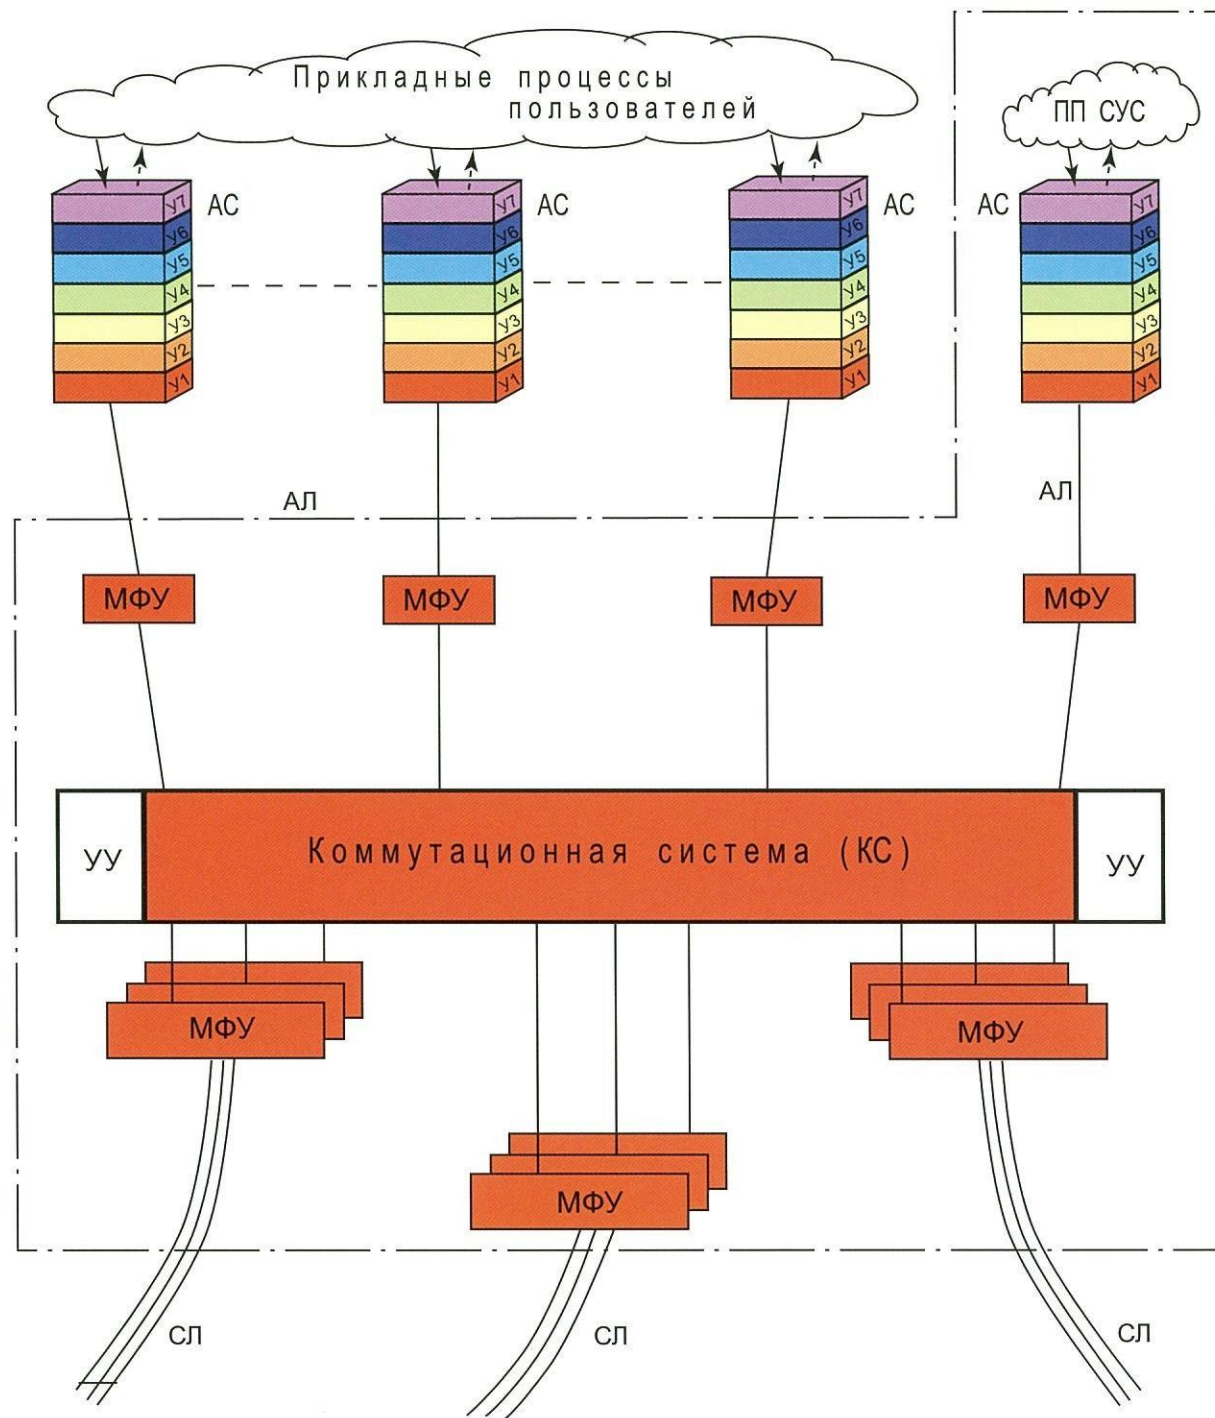 Прикладные процессы
пользователей
ПП СУС
АС
АС
АС
АС
У7
У6
У5
У4
У3
У2
У1
У7
У6
У5
У4
У3
У2
У1
У7
У6
У5
У4
У3
У2
У1
У7
У6
У5
У4
У3
У2
У1
АЛ
АЛ
МФУ
МФУ
МФУ
МФУ
УУ
Коммутационная система (КС)
УУ
МФУ
МФУ
МФУ
СЛ
СЛ
СЛ